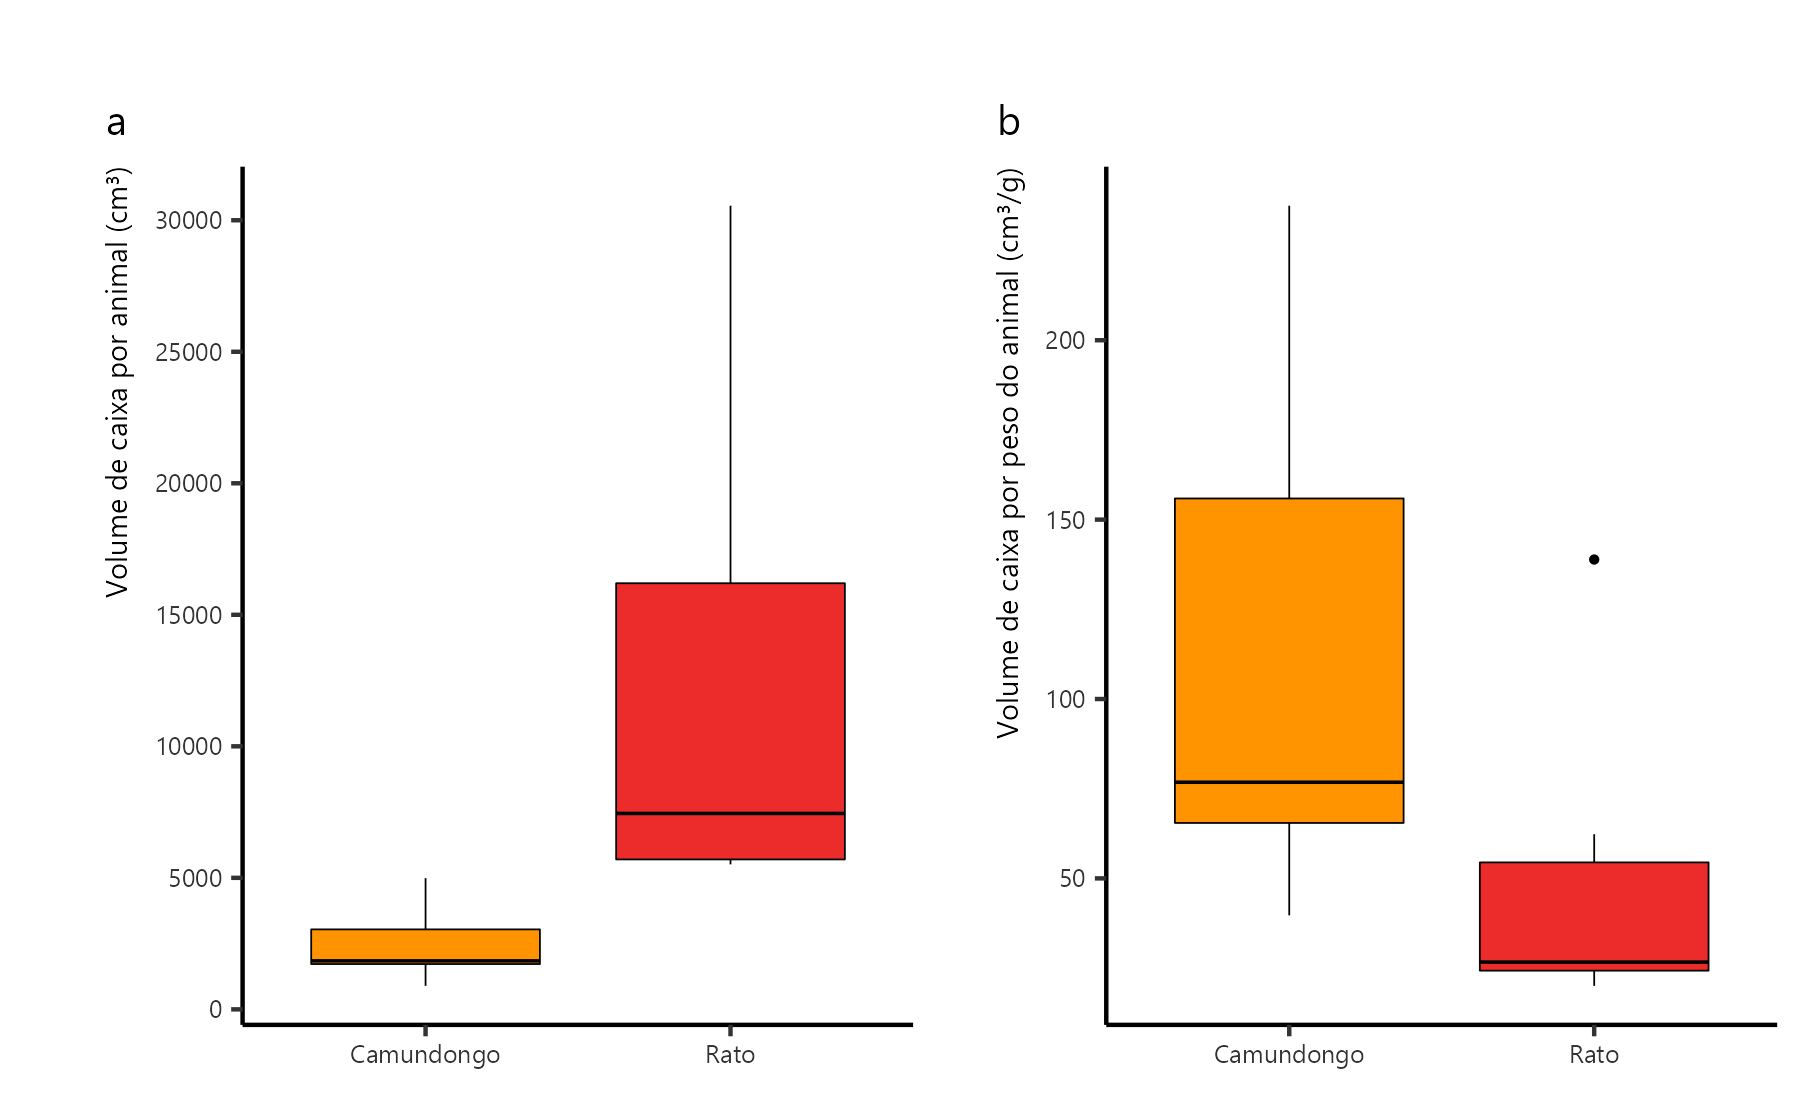 a
Volume de caixa por animal (cm³)
30000
25000
20000
15000
10000
5000
0
Camundongo
Rato
b
Volume de caixa por peso do animal (cm³/g)
200
150
100
50
Camundongo
Rato